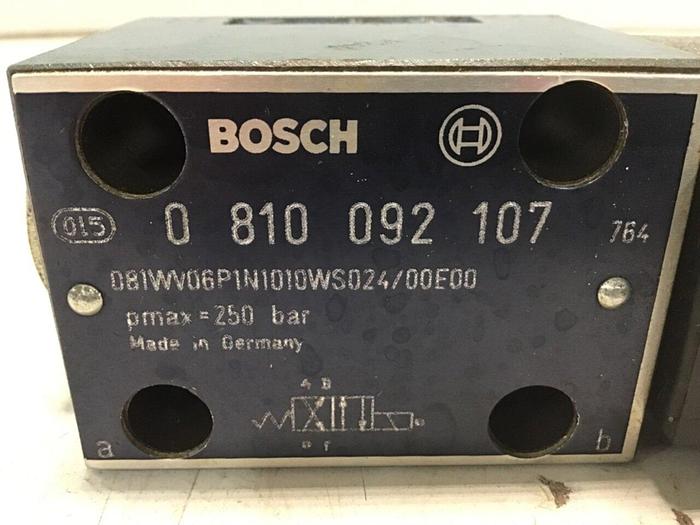 BOSCH
015 0 810 092 107 764
081WV06P1N1010WS024/00E00
pmax = 250 bar
Made in Germany
A B
P T
a b